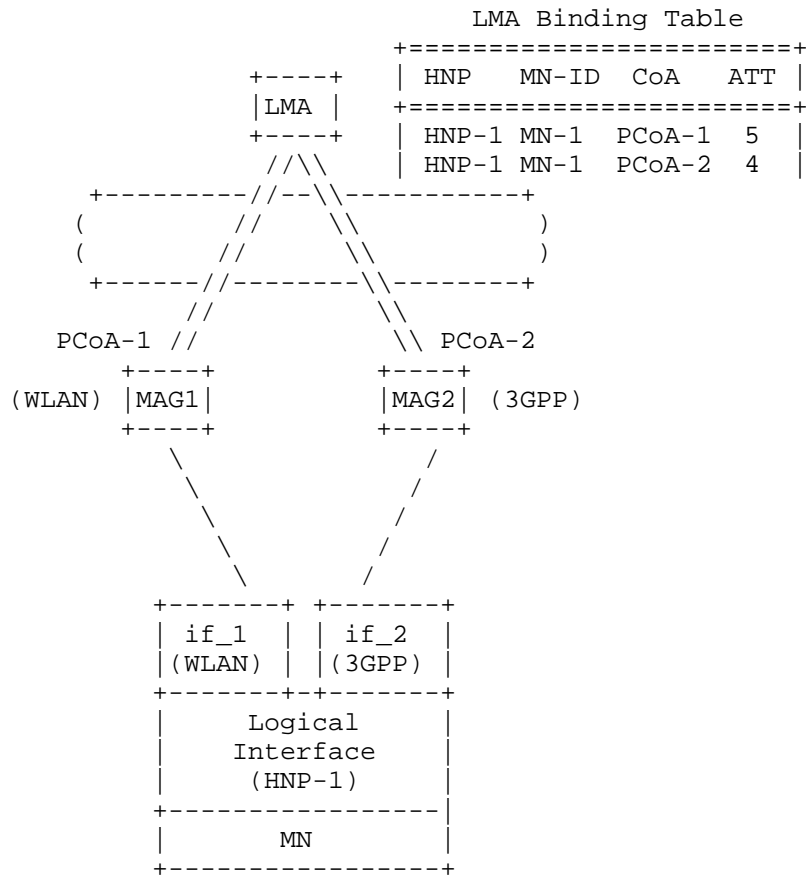 LMA Binding Table
HNP MN-ID CoA ATT
LMA
HNP-1 MN-1 PCoA-1 5
HNP-1 MN-1 PCoA-2 4
PCoA-1 PCoA-2
(WLAN) MAG1 MAG2 (3GPP)
if_1 if_2
(WLAN) (3GPP)
Logical
Interface
(HNP-1)
MN